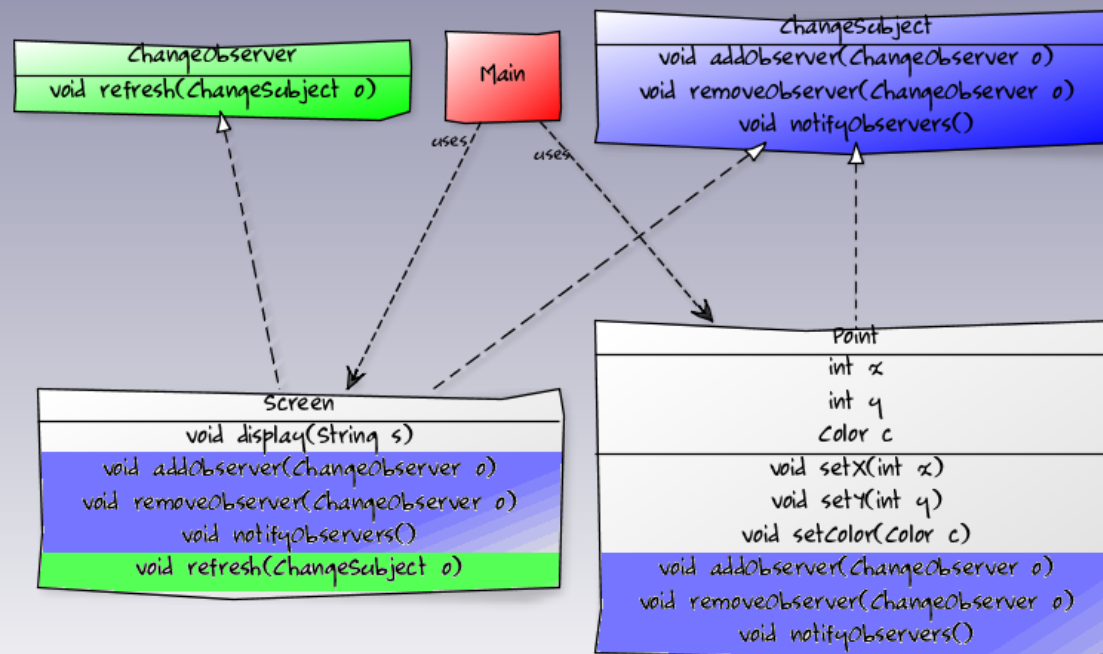 ChangeObserver
void refresh(ChangeSubject o)
Main
ChangeSubject
void addObserver(ChangeObserver o)
void removeObserver(ChangeObserver o)
void notifyObservers()
uses
uses
Screen
void display(String s)
void addObserver(ChangeObserver o)
void removeObserver(ChangeObserver o)
void notifyObservers()
void refresh(ChangeSubject o)
Point
int x
int y
Color c
void setX(int x)
void setY(int y)
void setColor(Color c)
void addObserver(ChangeObserver o)
void removeObserver(ChangeObserver o)
void notifyObservers()